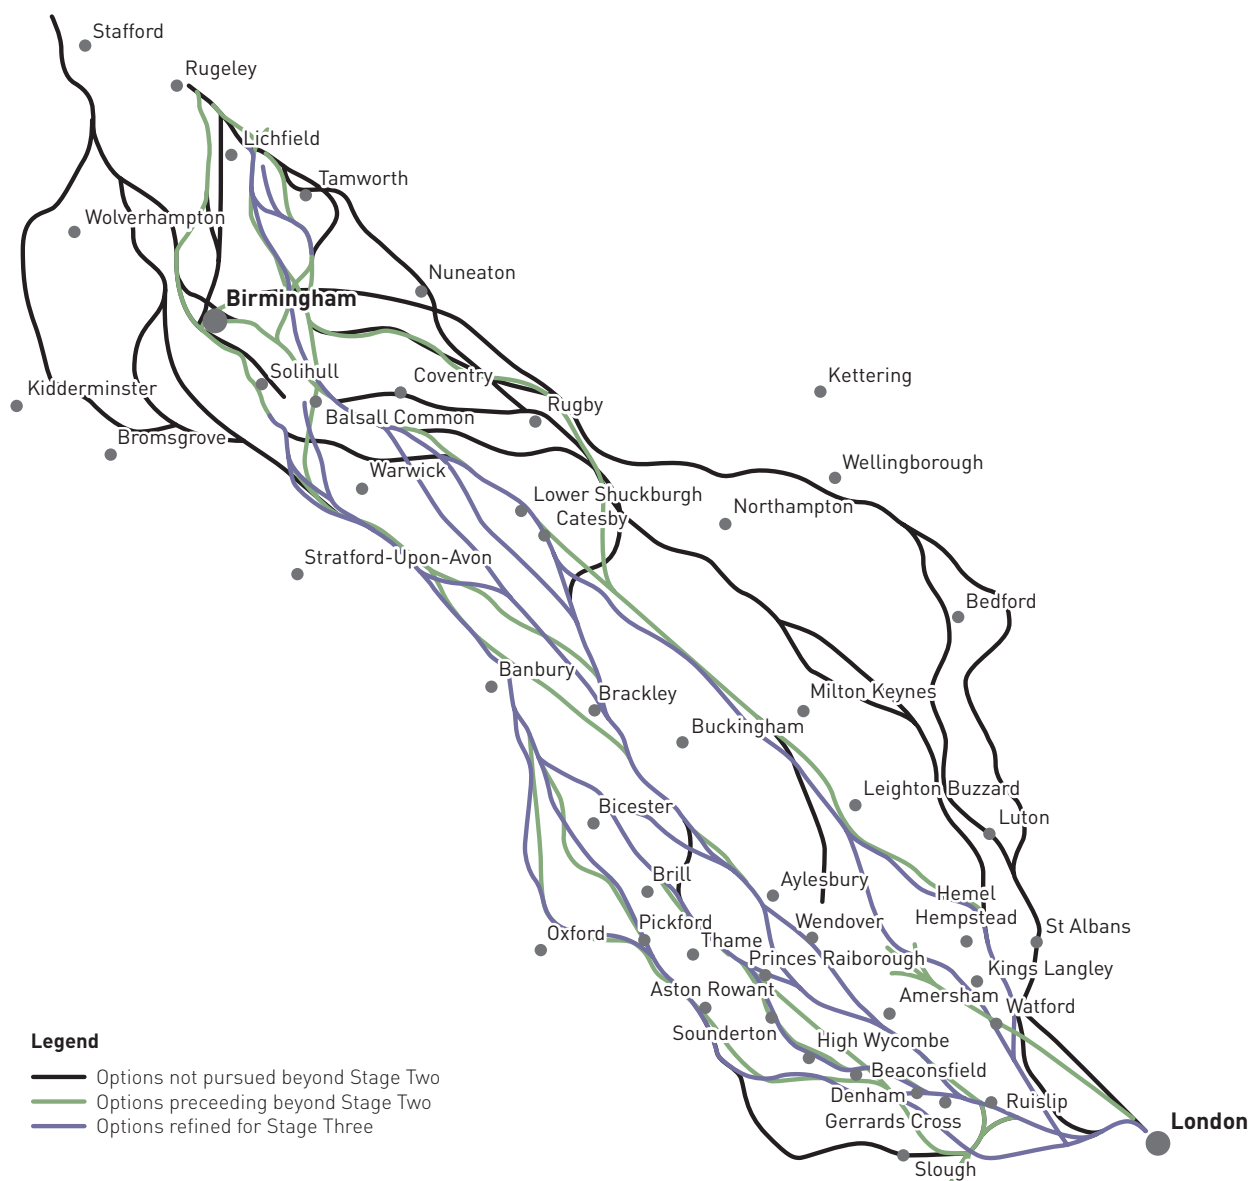 Stafford
Rugeley
Lichfield
Tamworth
Wolverhampton
Nuneaton
Birmingham
Solihull
Coventry
Kettering
Kidderminster
Rugby
Balsall Common
Bromsgrove
Warwick
Wellingborough
Lower Shuckburgh
Northampton
Catesby
Stratford-Upon-Avon
Bedford
Banbury
Brackley
Milton Keynes
Buckingham
Leighton Buzzard
Bicester
Luton
Brill
Aylesbury
Hemel
Hempstead
Pickford
Wendover
St Albans
Oxford
Thame
Princes Raiborough
Kings Langley
Aston Rowant
Amersham
Watford
Sounderton
High Wycombe
Legend
Beaconsfield
Options not pursued beyond Stage Two
Denham
Ruislip
Options preceeding beyond Stage Two
Gerrards Cross
London
Options refined for Stage Three
Slough